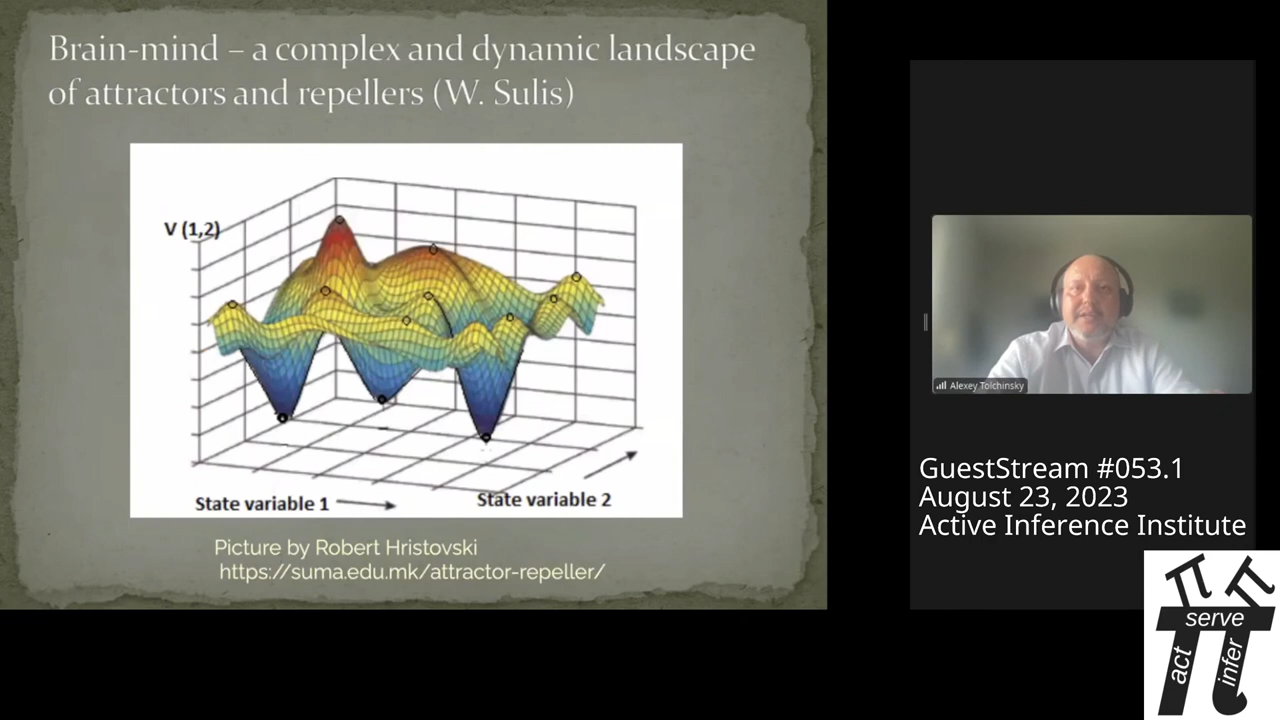 Brain-mind – a complex and dynamic landscape
of attractors and repellers (W. Sulis)
V (1,2)
State variable 1
State variable 2
Picture by Robert Hristovski
https://suma.edu.mk/attractor-repeller/
Alexey Tolchinsky
GuestStream #053.1
August 23, 2023
Active Inference Institute
serve
act
infer